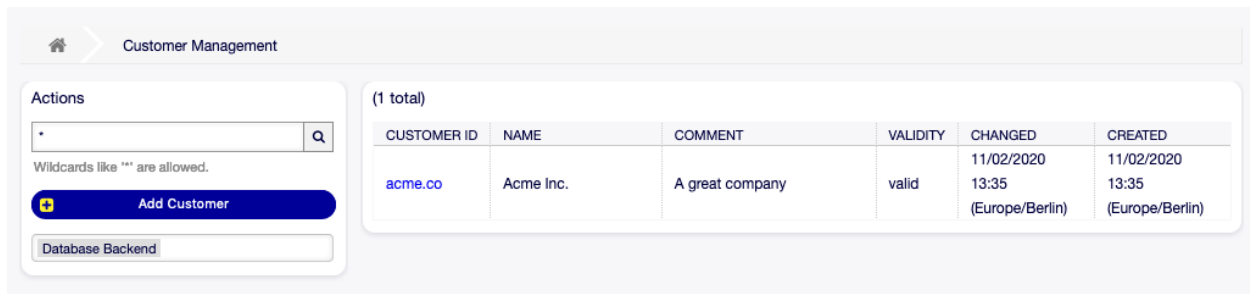 Customer Management
Actions
*
Wildcards like '*' are allowed.
Add Customer
Database Backend
(1 total)
CUSTOMER ID NAME COMMENT VALIDITY CHANGED CREATED
acme.co Acme Inc. A great company valid 11/02/2020 13:35 (Europe/Berlin) 11/02/2020 13:35 (Europe/Berlin)